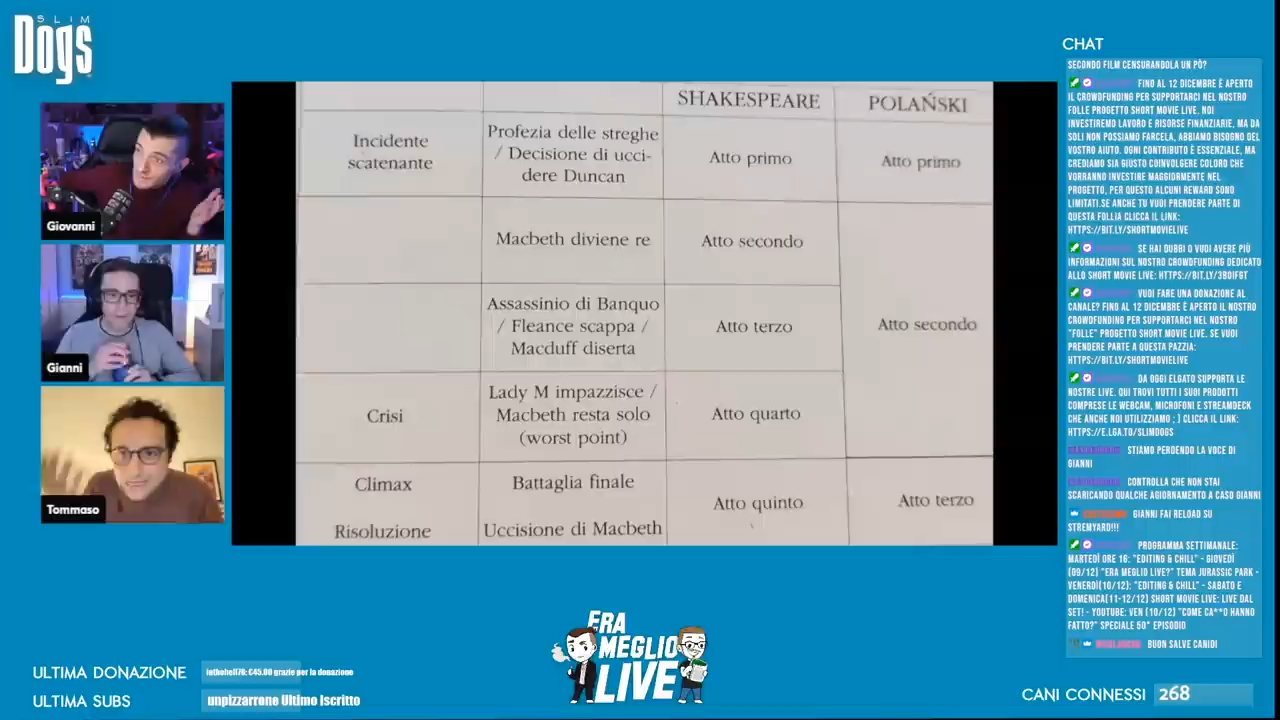 SLIM
Dogs
Giovanni
Gianni
Tommaso
SHAKESPEARE
POLAŃSKI
Incidente
scatenante
Profezia delle streghe
/ Decisione di ucci-
dere Duncan
Atto primo
Atto primo
Macbeth diviene re
Atto secondo
Atto secondo
Assassinio di Banquo
/ Fleance scappa /
Macduff diserta
Atto terzo
Crisi
Lady M impazzisce /
Macbeth resta solo
(worst point)
Atto quarto
Climax
Battaglia finale
Atto quinto
Atto terzo
Risoluzione
Uccisione di Macbeth
CHAT
SECONDO FILM CENSURANDOLA UN PÒ?
FINO AL 12 DICEMBRE È APERTO
IL CROWDFUNDING PER SUPPORTARCI NEL NOSTRO
FOLLE PROGETTO SHORT MOVIE LIVE. NOI
INVESTIREMO LAVORO E RISORSE FINANZIARIE, MA DA
SOLI NON POSSIAMO FARCELA, ABBIAMO BISOGNO DEL
VOSTRO AIUTO. OGNI CONTRIBUTO È ESSENZIALE, MA
CREDIAMO SIA GIUSTO COINVOLGERE COLORO CHE
VORRANNO INVESTIRE MAGGIORMENTE NEL
PROGETTO, PER QUESTO ALCUNI REWARD SONO
LIMITATI.SE ANCHE TU VUOI PRENDERE PARTE DI
QUESTA FOLLIA CLICCA IL LINK:
HTTPS://BIT.LY/SHORTMOVIELIVE
SE HAI DUBBI O VUOI AVERE PIÙ
INFORMAZIONI SUL NOSTRO CROWDFUNDING DEDICATO
ALLO SHORT MOVIE LIVE: HTTPS://BIT.LY/3BOIFGT
VUOI FARE UNA DONAZIONE AL
CANALE? FINO AL 12 DICEMBRE È APERTO IL NOSTRO
CROWDFUNDING PER SUPPORTARCI NEL NOSTRO
"FOLLE" PROGETTO SHORT MOVIE LIVE. SE VUOI
PRENDERE PARTE A QUESTA PAZZIA:
HTTPS://BIT.LY/SHORTMOVIELIVE
DA OGGI ELGATO SUPPORTA LE
NOSTRE LIVE. QUI TROVI TUTTI I SUOI PRODOTTI
COMPRESE LE WEBCAM, MICROFONI E STREAMDECK
CHE ANCHE NOI UTILIZZIAMO ; ) CLICCA IL LINK:
HTTPS://E.LGA.TO/SLIMDOGS
STIAMO PERDENDO LA VOCE DI
GIANNI
CONTROLLA CHE NON STAI
SCARICANDO QUALCHE AGIORNAMENTO A CASO GIANNI
GIANNI FAI RELOAD SU
STREMYARD!!!
PROGRAMMA SETTIMANALE:
MARTEDÌ ORE 16: "EDITING & CHILL" - GIOVEDÌ
(09/12) "ERA MEGLIO LIVE?" TEMA JURASSIC PARK -
VENERDÌ(10/12): "EDITING & CHILL" - SABATO E
DOMENICA(11-12/12) SHORT MOVIE LIVE: LIVE DAL
SET! - YOUTUBE: VEN (10/12) "COME CA**O HANNO
FATTO?" SPECIALE 50° EPISODIO
BUON SALVE CANIDI
ERA
MEGLIO
LIVE
ULTIMA DONAZIONE
€45.00 grazie per la donazione
ULTIMA SUBS
unpizzarrone Ultimo Iscritto
CANI CONNESSI 268